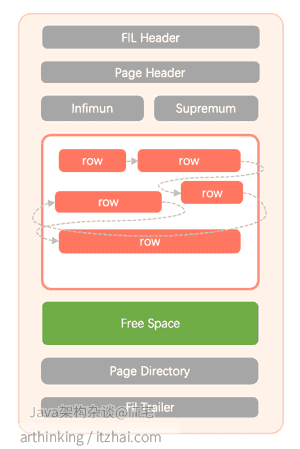 FIL Header
Page Header
Infimun Supremum
row row
row row
row
Free Space
Page Directory
Fil Trailer
Java架构杂谈@itzhai
arthinking / itzhai.com